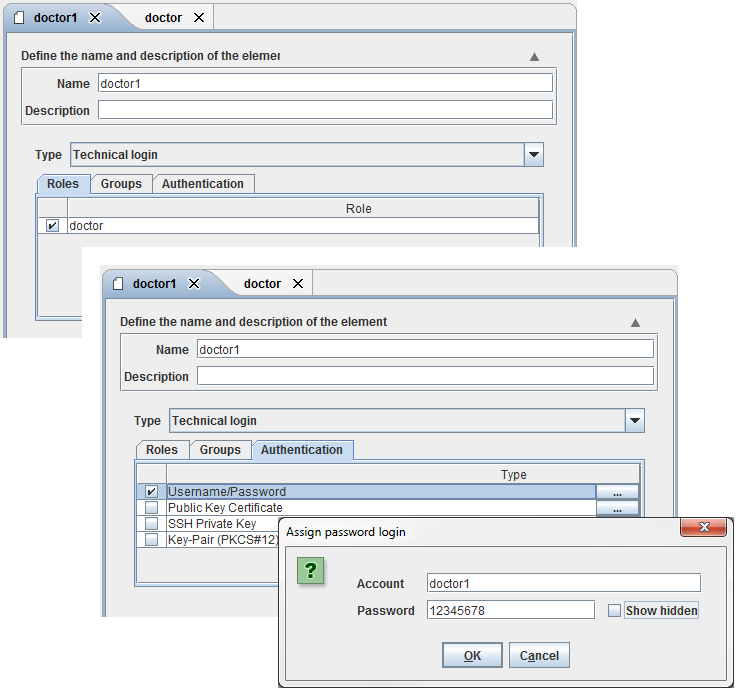 doctor1 doctor
Define the name and description of the elemer
Name doctor1
Description
Type Technical login
Roles Groups Authentication
Role
doctor
doctor1 doctor
Define the name and description of the element
Name doctor1
Description
Type Technical login
Roles Groups Authentication
Type
Username/Password ...
Public Key Certificate ...
SSH Private Key
Key-Pair (PKCS#12)
Assign password login
Account doctor1
Password 12345678 Show hidden
OK Cancel